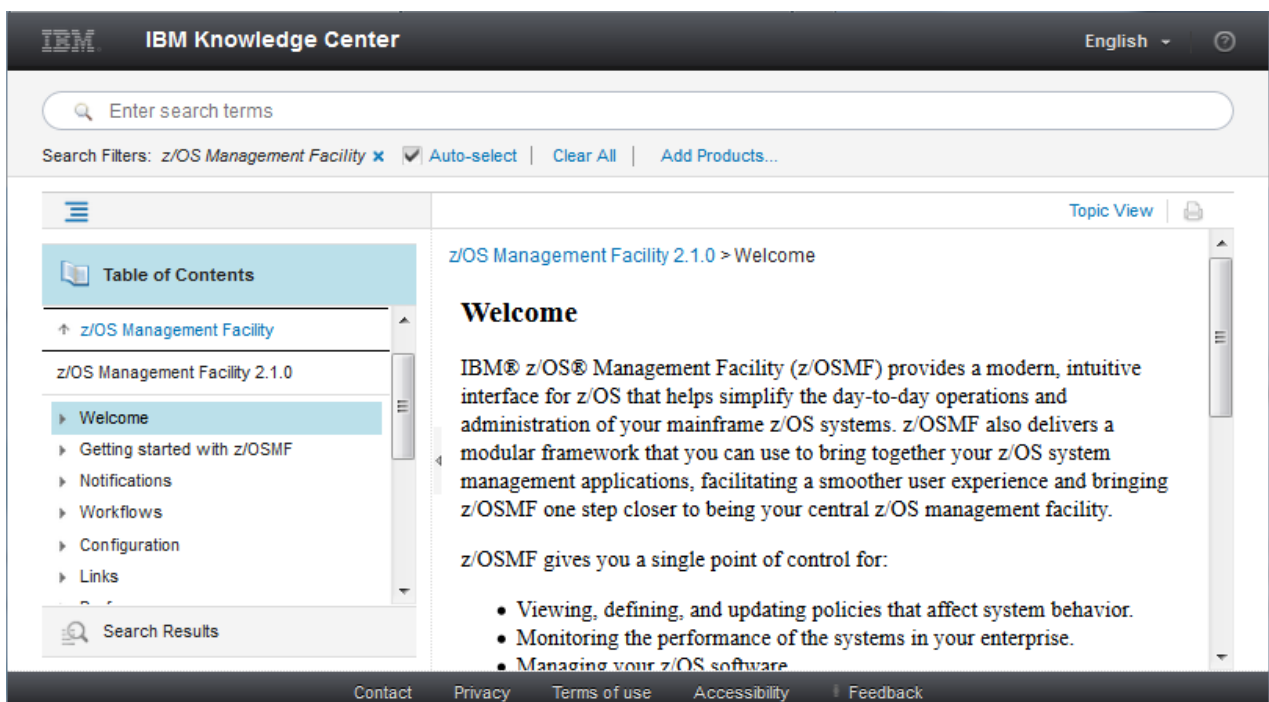 IBM IBM Knowledge Center English
Enter search terms
Search Filters: z/OS Management Facility × Auto-select | Clear All | Add Products...
Topic View
Table of Contents
z/OS Management Facility
z/OS Management Facility 2.1.0
Welcome
Getting started with z/OSMF
Notifications
Workflows
Configuration
Links
Search Results
z/OS Management Facility 2.1.0 > Welcome
Welcome
IBM® z/OS® Management Facility (z/OSMF) provides a modern, intuitive
interface for z/OS that helps simplify the day-to-day operations and
administration of your mainframe z/OS systems. z/OSMF also delivers a
modular framework that you can use to bring together your z/OS system
management applications, facilitating a smoother user experience and bringing
z/OSMF one step closer to being your central z/OS management facility.
z/OSMF gives you a single point of control for:
• Viewing, defining, and updating policies that affect system behavior.
• Monitoring the performance of the systems in your enterprise.
• Managing your z/OS software
Contact Privacy Terms of use Accessibility Feedback